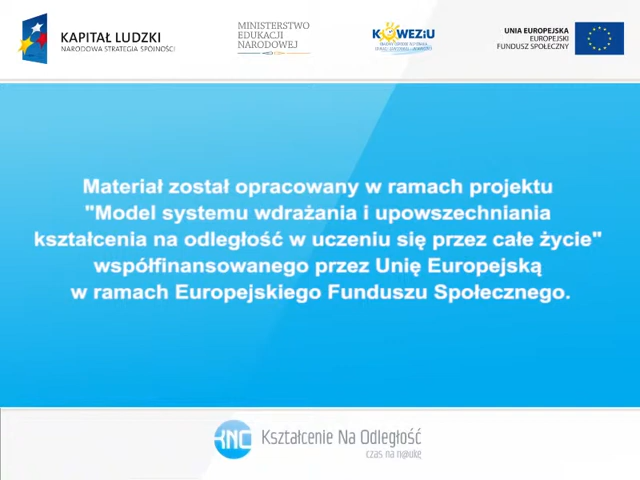 KAPITAŁ LUDZKI
NARODOWA STRATEGIA SPÓJNOŚCI
MINISTERSTWO
EDUKACJI
NARODOWEJ
KOWEZiU
UNIA EUROPEJSKA
EUROPEJSKI
FUNDUSZ SPOŁECZNY
Materiał został opracowany w ramach projektu
"Model systemu wdrażania i upowszechniania
kształcenia na odległość w uczeniu się przez całe życie"
współfinansowanego przez Unię Europejską
w ramach Europejskiego Funduszu Społecznego.
KNO
Kształcenie Na Odległość
czas na naukę